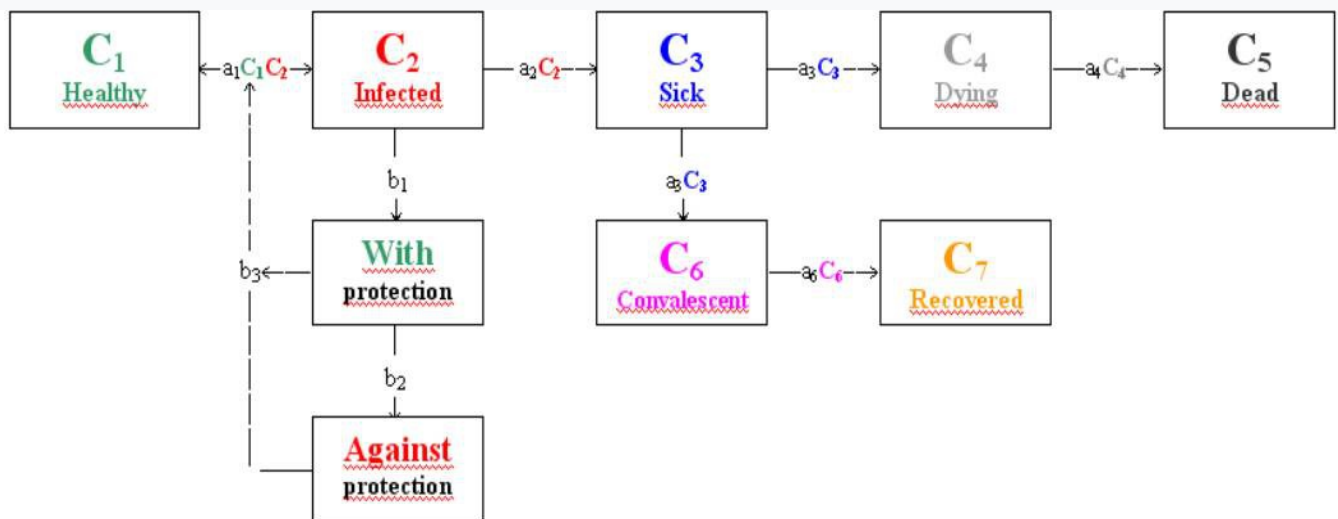 C₁
Healthy
a₁C₁C₂
C₂
Infected
a₂C₂
C₃
Sick
a₃C₃
C₄
Dying
a₄C₄
C₅
Dead
b₁
a₃C₃
With
protection
b₃
C₆
Convalescent
a₆C₆
C₇
Recovered
b₂
Against
protection